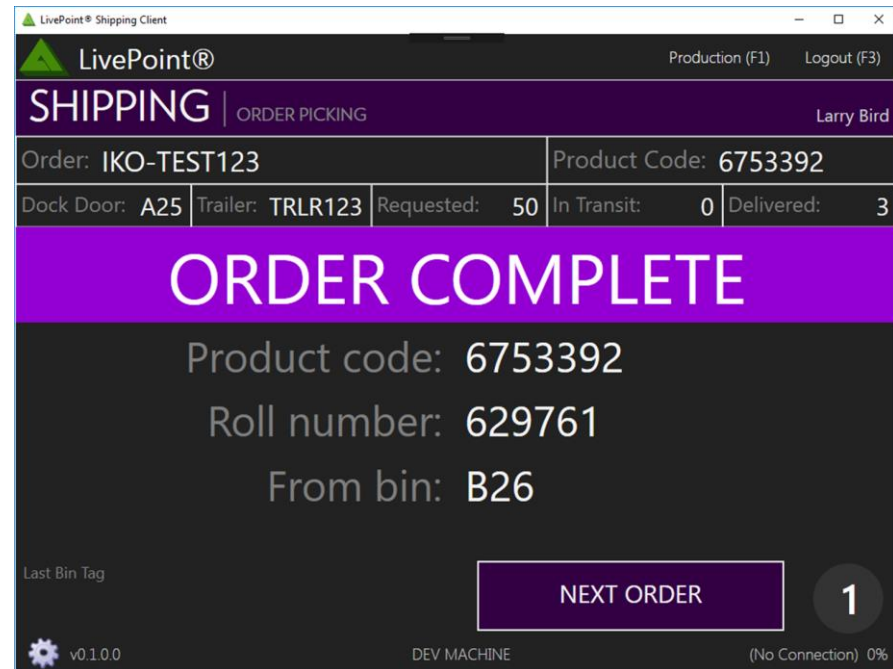 LivePoint® Shipping Client
LivePoint®
Production (F1) Logout (F3)
SHIPPING | ORDER PICKING
Larry Bird
Order: IKO-TEST123 Product Code: 6753392
Dock Door: A25 Trailer: TRLR123 Requested: 50 In Transit: 0 Delivered: 3
ORDER COMPLETE
Product code: 6753392
Roll number: 629761
From bin: B26
Last Bin Tag
NEXT ORDER
1
v0.1.0.0 DEV MACHINE (No Connection) 0%